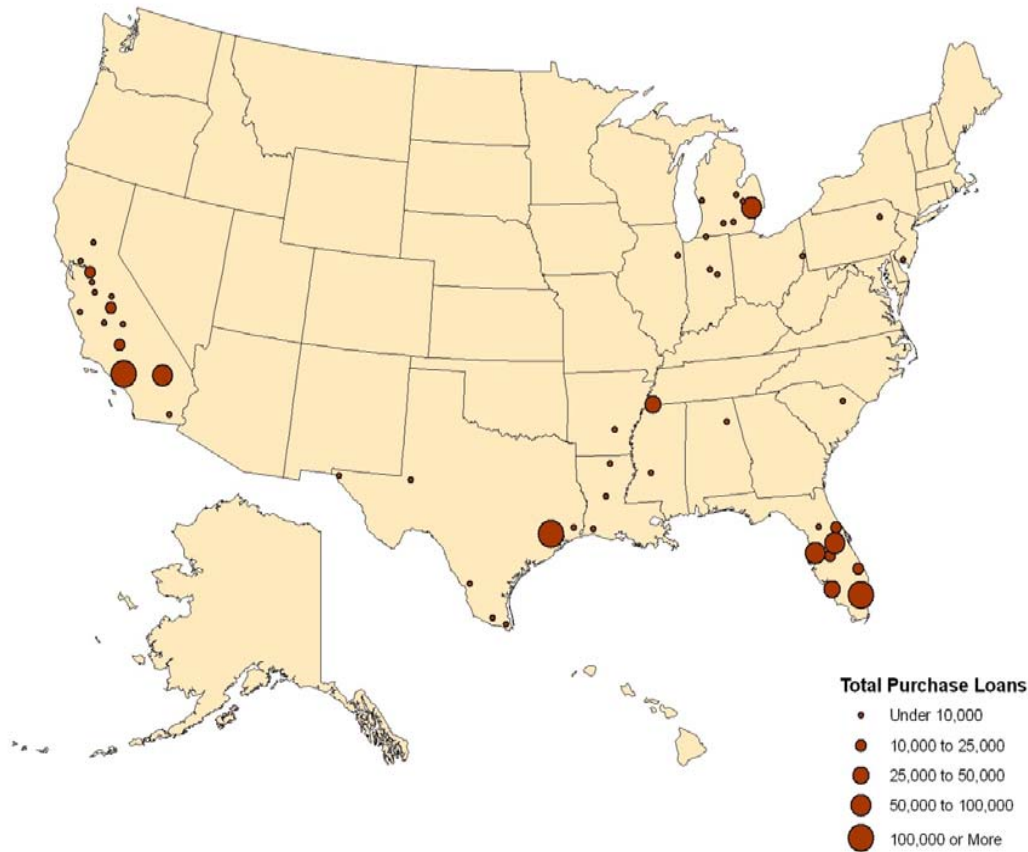 Total Purchase Loans
Under 10,000
10,000 to 25,000
25,000 to 50,000
50,000 to 100,000
100,000 or More